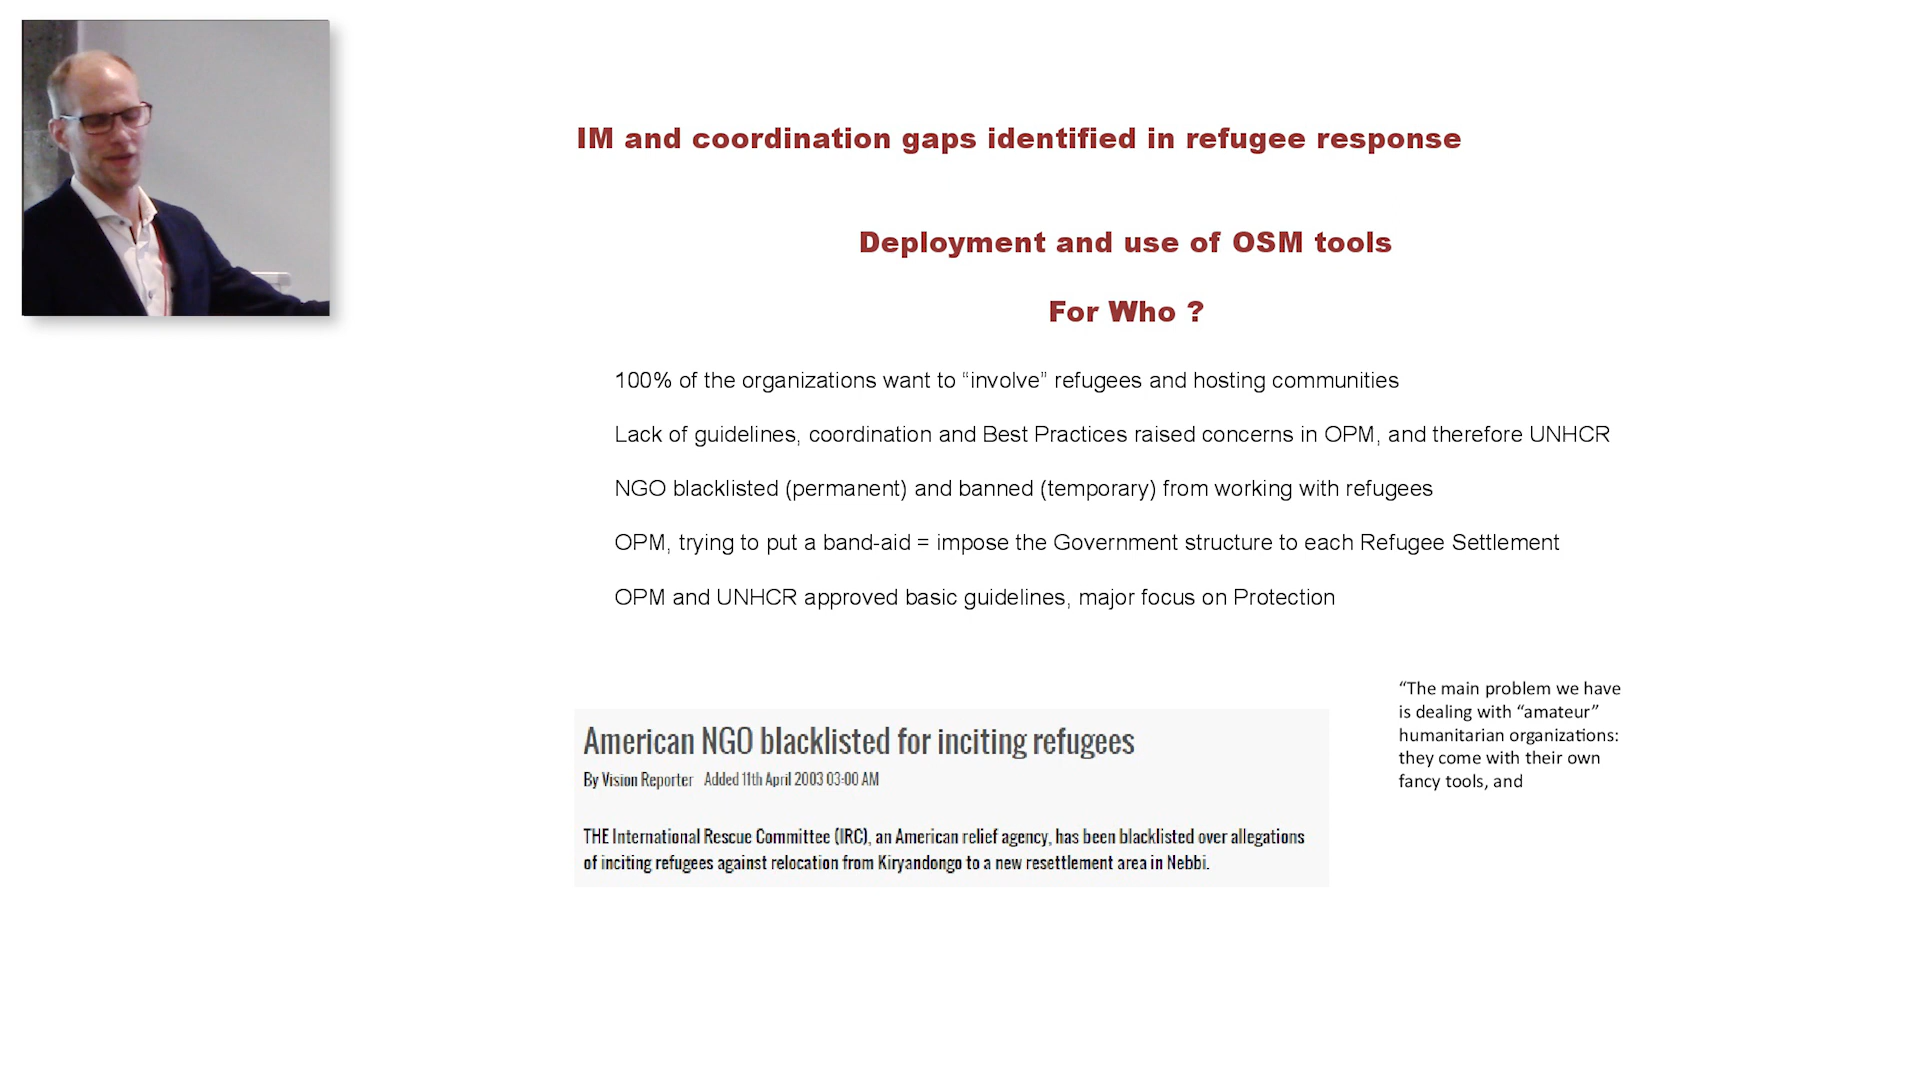 IM and coordination gaps identified in refugee response
Deployment and use of OSM tools
For Who ?
100% of the organizations want to “involve” refugees and hosting communities
Lack of guidelines, coordination and Best Practices raised concerns in OPM, and therefore UNHCR
NGO blacklisted (permanent) and banned (temporary) from working with refugees
OPM, trying to put a band-aid = impose the Government structure to each Refugee Settlement
OPM and UNHCR approved basic guidelines, major focus on Protection
American NGO blacklisted for inciting refugees
By Vision Reporter Added 11th April 2003 03:00 AM
THE International Rescue Committee (IRC), an American relief agency, has been blacklisted over allegations
of inciting refugees against relocation from Kiryandongo to a new resettlement area in Nebbi.
“The main problem we have
is dealing with “amateur”
humanitarian organizations:
they come with their own
fancy tools, and